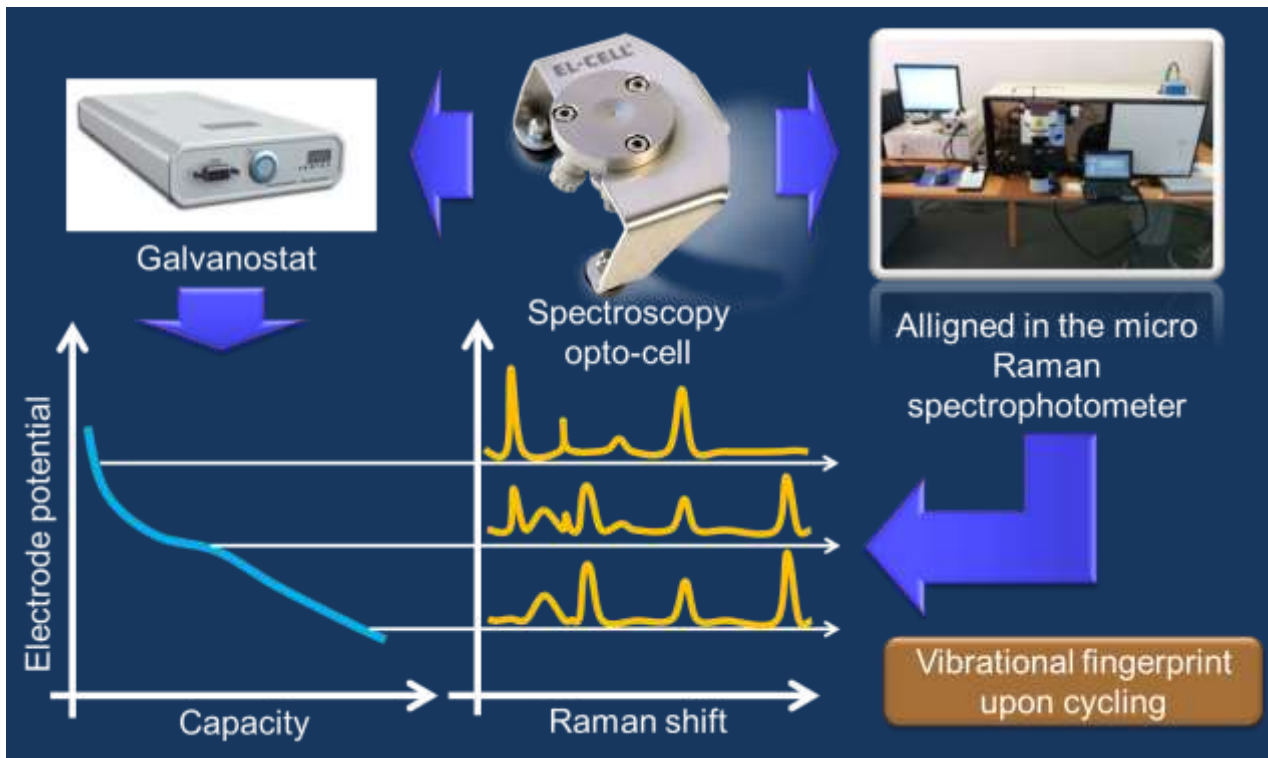 EL-CELL®
Galvanostat
Spectroscopy
opto-cell
Alligned in the micro
Raman
spectrophotometer
Electrode potential
Capacity
Raman shift
Vibrational fingerprint
upon cycling